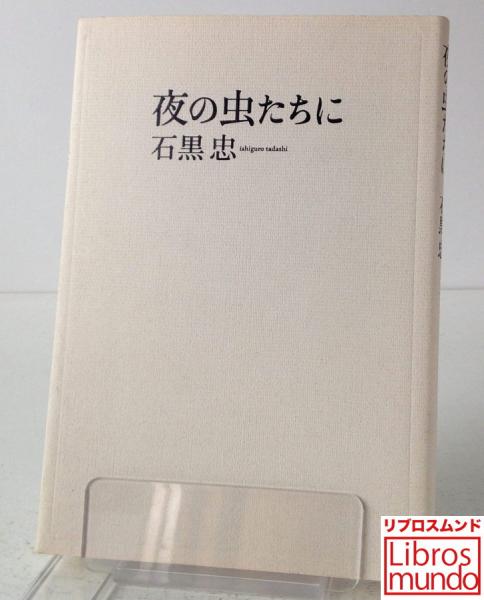 夜の虫たちに
石黒 忠 ishiguro tadashi
リブロスムンド
Libros
mundo